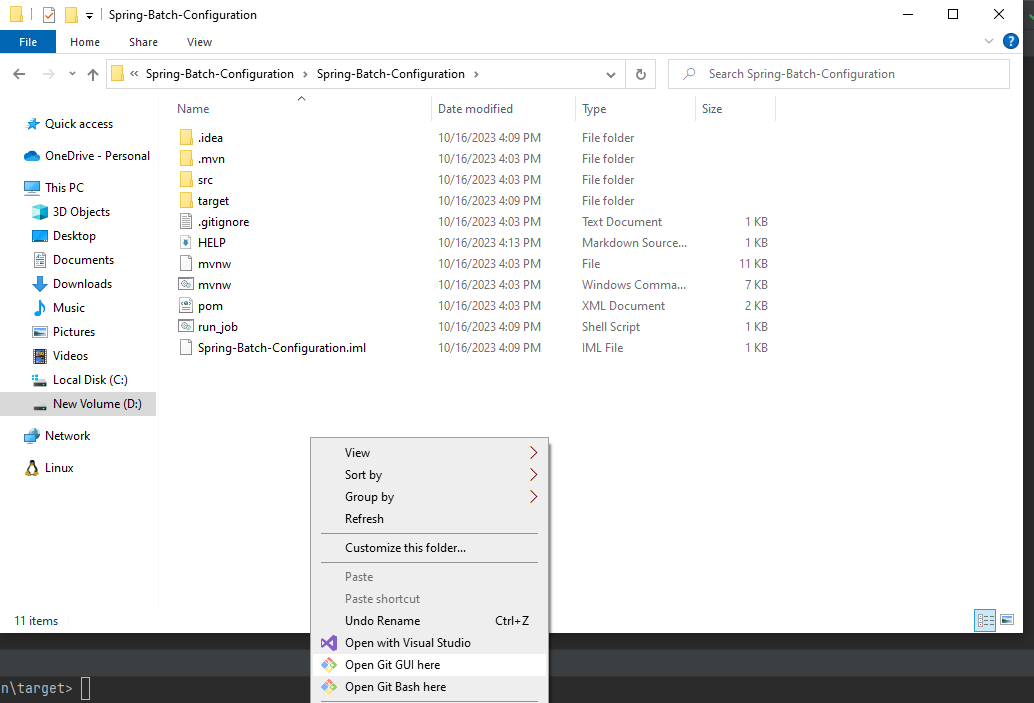 Spring-Batch-Configuration
File Home Share View
« Spring-Batch-Configuration › Spring-Batch-Configuration › Search Spring-Batch-Configuration
Name Date modified Type Size
Quick access
OneDrive - Personal
This PC
3D Objects
Desktop
Documents
Downloads
Music
Pictures
Videos
Local Disk (C:)
New Volume (D:)
Network
Linux
.idea 10/16/2023 4:09 PM File folder
.mvn 10/16/2023 4:03 PM File folder
src 10/16/2023 4:03 PM File folder
target 10/16/2023 4:09 PM File folder
.gitignore 10/16/2023 4:03 PM Text Document 1 KB
HELP 10/16/2023 4:13 PM Markdown Source... 1 KB
mvnw 10/16/2023 4:03 PM File 11 KB
mvnw 10/16/2023 4:03 PM Windows Comma... 7 KB
pom 10/16/2023 4:03 PM XML Document 2 KB
run_job 10/16/2023 4:09 PM Shell Script 1 KB
Spring-Batch-Configuration.iml 10/16/2023 4:09 PM IML File 1 KB
View
Sort by
Group by
Refresh
Customize this folder...
Paste
Paste shortcut
Undo Rename Ctrl+Z
Open with Visual Studio
Open Git GUI here
Open Git Bash here
11 items
n\target>